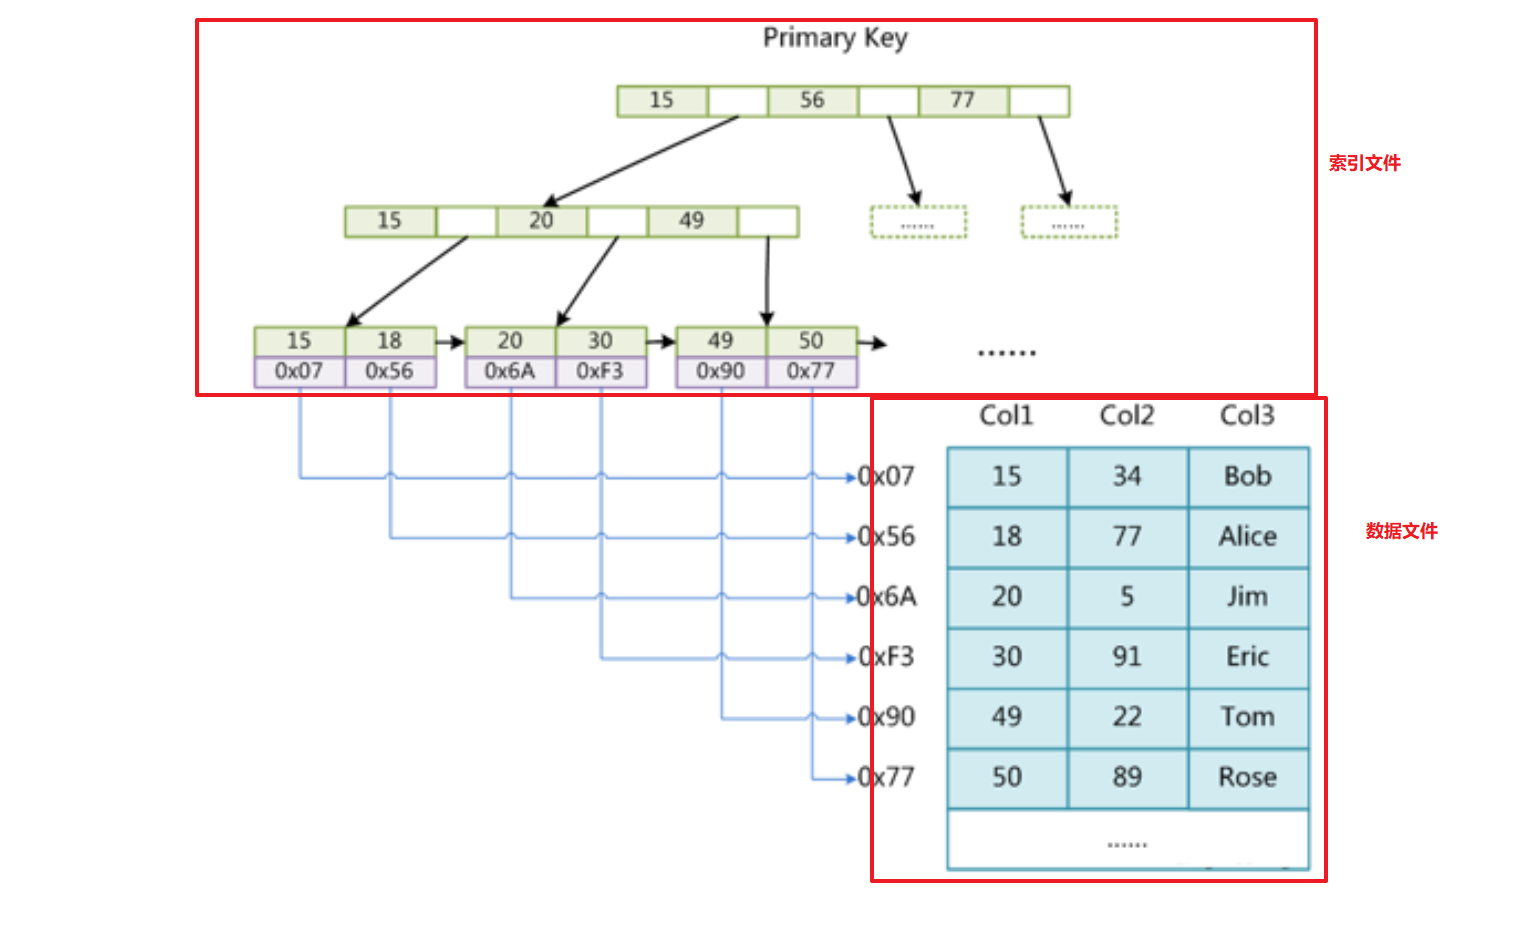 Primary Key
15 56 77
索引文件
15 20 49
...... ......
15 18 20 30 49 50
......
0x07 0x56 0x6A 0xF3 0x90 0x77
Col1 Col2 Col3
0x07 15 34 Bob
数据文件
0x56 18 77 Alice
0x6A 20 5 Jim
0xF3 30 91 Eric
0x90 49 22 Tom
0x77 50 89 Rose
......